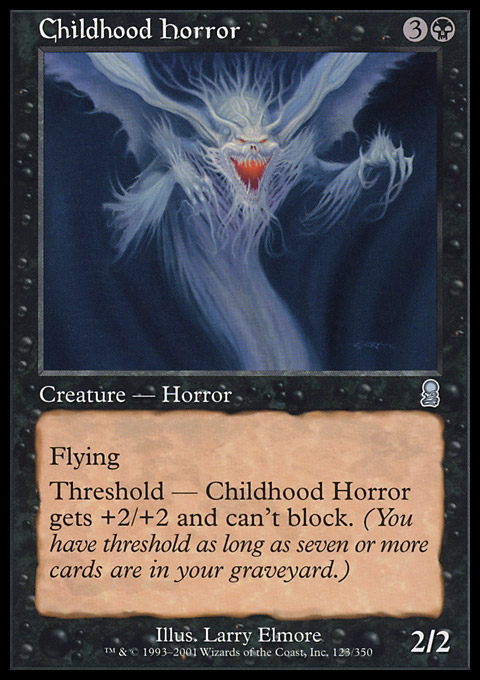 Childhood Horror 3
Creature — Horror
Flying
Threshold — Childhood Horror
gets +2/+2 and can't block. (You
have threshold as long as seven or more
cards are in your graveyard.)
Illus. Larry Elmore
™ & © 1993–2001 Wizards of the Coast, Inc. 123/350
2/2